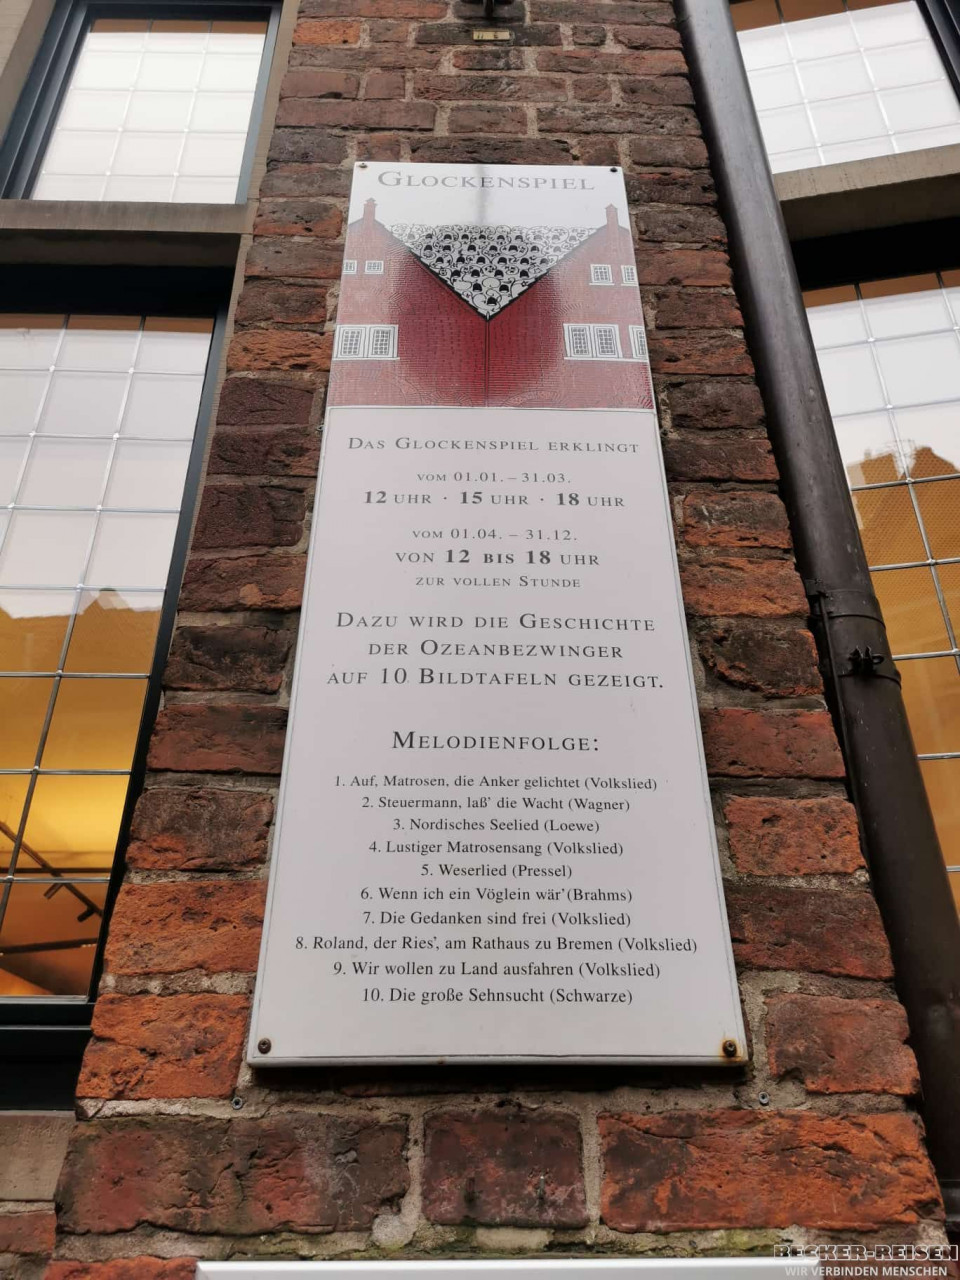 GLOCKENSPIEL
DAS GLOCKENSPIEL ERKLINGT
VOM 01.01. – 31.03.
12 UHR · 15 UHR · 18 UHR
VOM 01.04. – 31.12.
VON 12 BIS 18 UHR
ZUR VOLLEN STUNDE
DAZU WIRD DIE GESCHICHTE
DER OZEANBEZWINGER
AUF 10 BILDTAFELN GEZEIGT.
MELODIENFOLGE:
1. Auf, Matrosen, die Anker gelichtet (Volkslied)
2. Steuermann, laß' die Wacht (Wagner)
3. Nordisches Seelied (Loewe)
4. Lustiger Matrosensang (Volkslied)
5. Weserlied (Pressel)
6. Wenn ich ein Vöglein wär' (Brahms)
7. Die Gedanken sind frei (Volkslied)
8. Roland, der Ries', am Rathaus zu Bremen (Volkslied)
9. Wir wollen zu Land ausfahren (Volkslied)
10. Die große Sehnsucht (Schwarze)
BECKER-REISEN
WIR VERBINDEN MENSCHEN